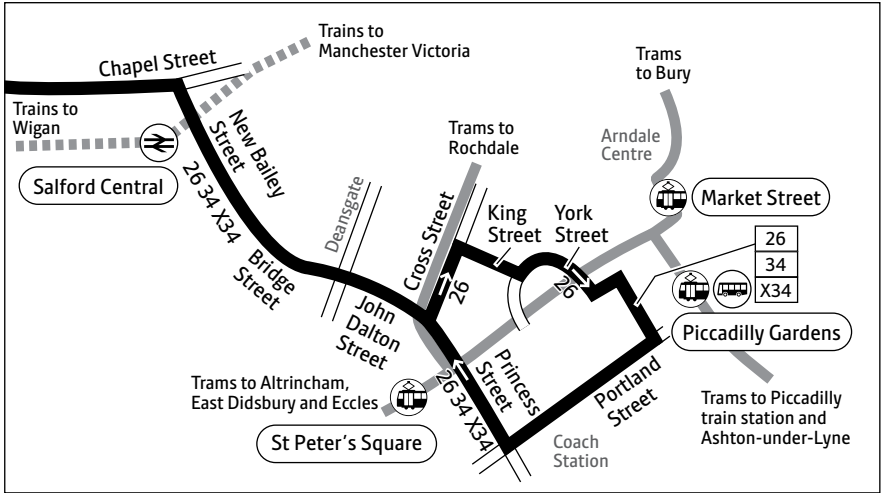 Chapel Street
Trains to
Manchester Victoria
Trains to
Wigan
Salford Central
New Bailey
Street
26 34 X34
Bridge
Street
Deansgate
John
Dalton
Street
Cross Street
26
Trams to
Rochdale
King
Street
York
Street
26
Trams
to Bury
Arndale
Centre
Market Street
26
34
X34
Piccadilly Gardens
Trams to Piccadilly
train station and
Ashton-under-Lyne
Portland
Street
Princess
Street
26 34 X34
Coach
Station
Trams to Altrincham,
East Didsbury and Eccles
St Peter's Square